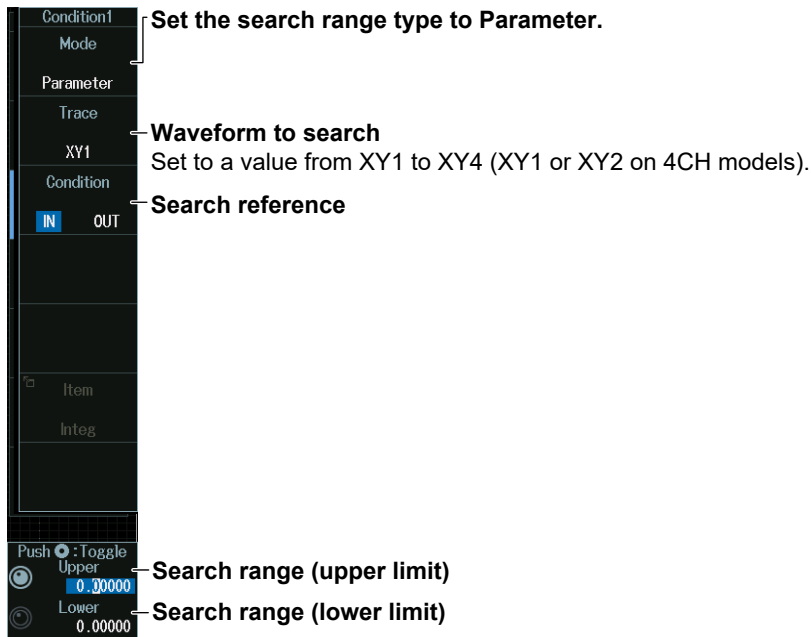 Condition1
Set the search range type to Parameter.
Mode
Parameter
Trace
Waveform to search
XY1
Set to a value from XY1 to XY4 (XY1 or XY2 on 4CH models).
Condition
Search reference
IN OUT
Item
Integ
Push :Toggle
Upper
Search range (upper limit)
0.00000
Lower
Search range (lower limit)
0.00000